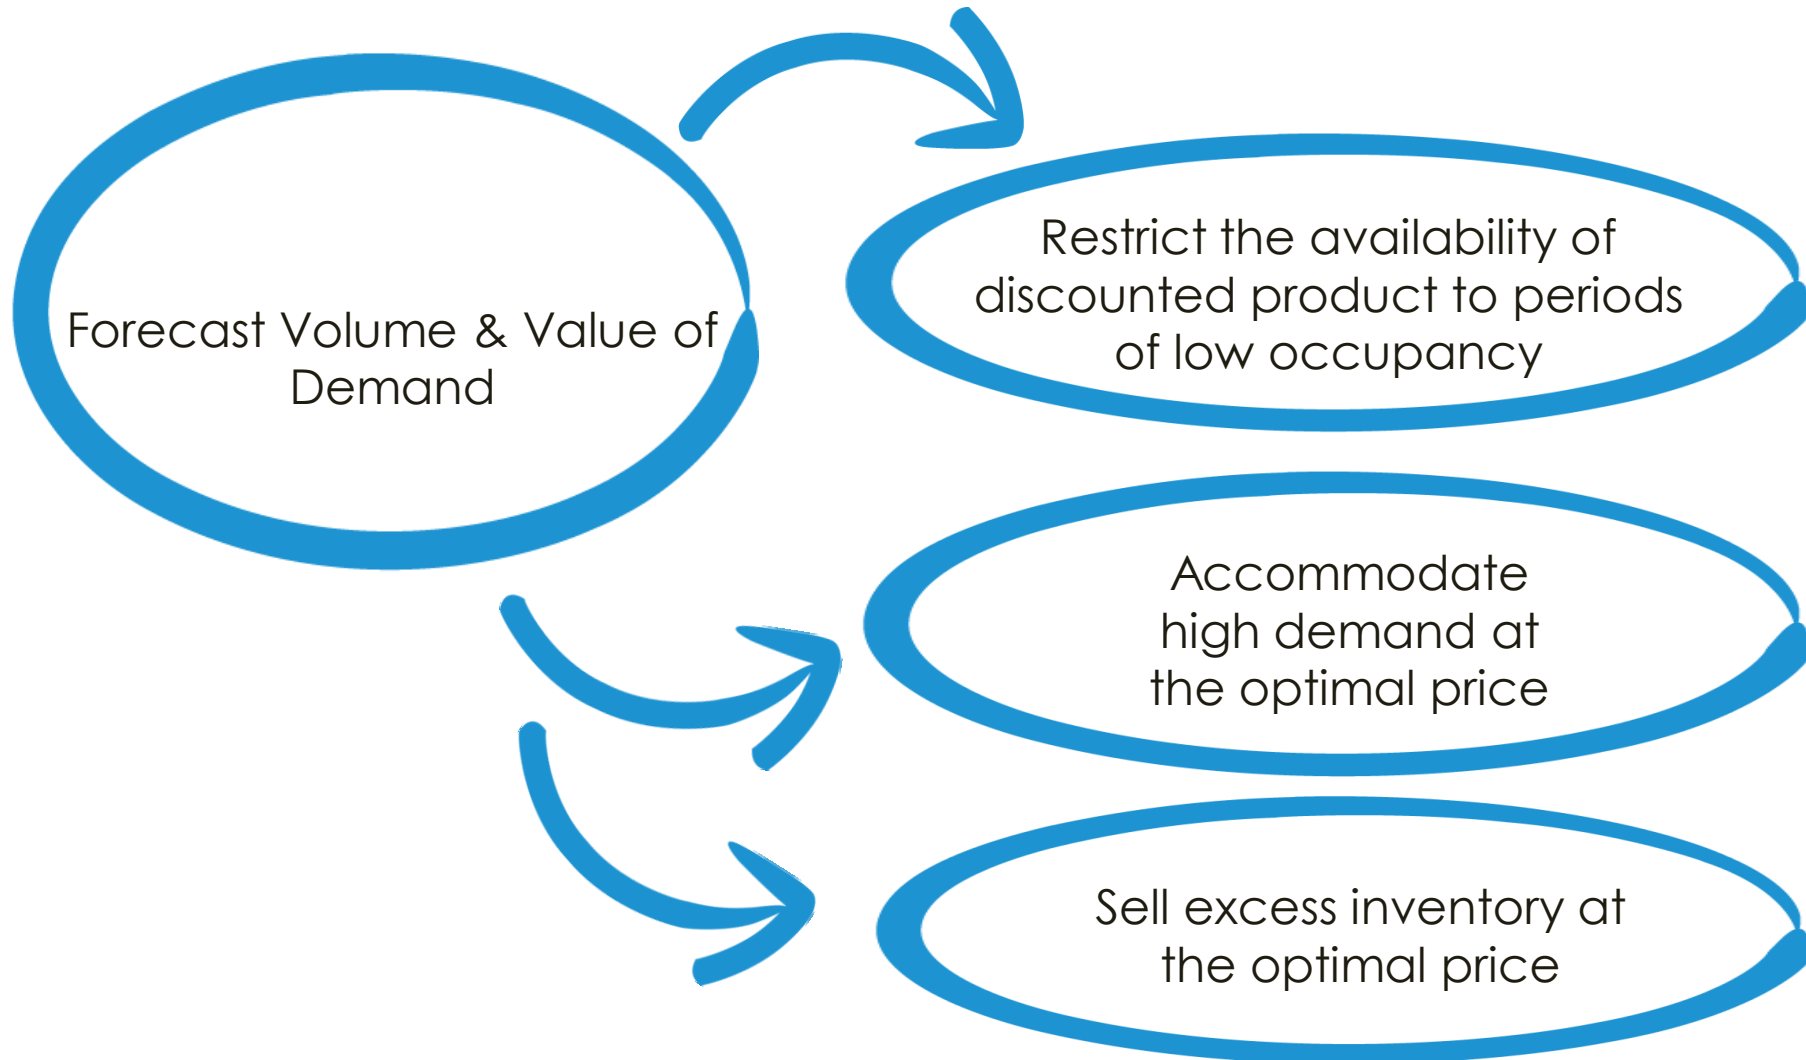 Forecast Volume & Value of
Demand
Restrict the availability of
discounted product to periods
of low occupancy
Accommodate
high demand at
the optimal price
Sell excess inventory at
the optimal price